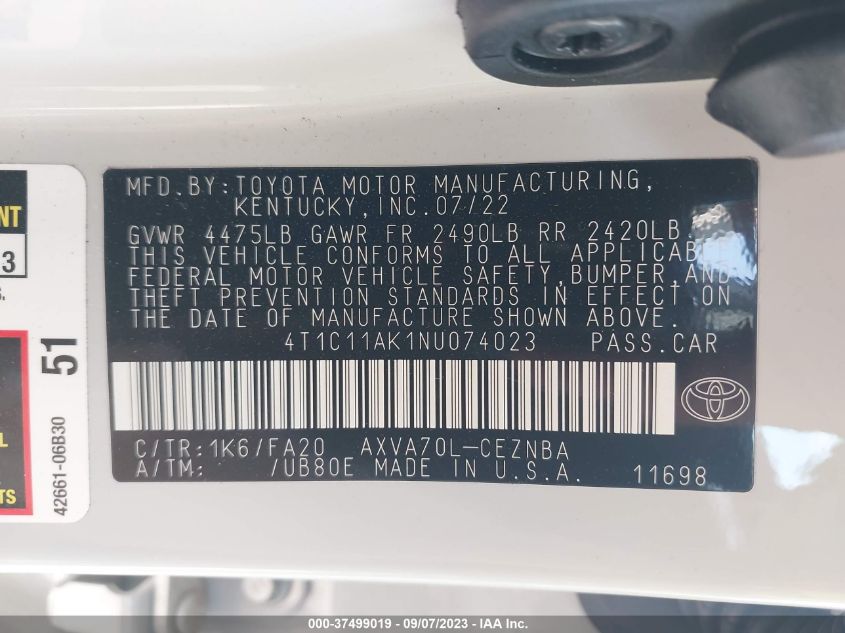 MFD. BY: TOYOTA MOTOR MANUFACTURING,
KENTUCKY, INC. 07/22
GVWR 4475LB GAWR FR 2490LB RR 2420LB
THIS VEHICLE CONFORMS TO ALL APPLICABLE
FEDERAL MOTOR VEHICLE SAFETY, BUMPER, AND
THEFT PREVENTION STANDARDS IN EFFECT ON
THE DATE OF MANUFACTURE SHOWN ABOVE.
4T1C11AK1NU074023 PASS. CAR
C/TR: 1K6/FA20 AXVA70L-CEZNBA
A/TM: /UB80E MADE IN U.S.A. 11698
NT
3
S.
L
TS
51
42661-06B30
000-37499019 - 09/07/2023 - IAA Inc.